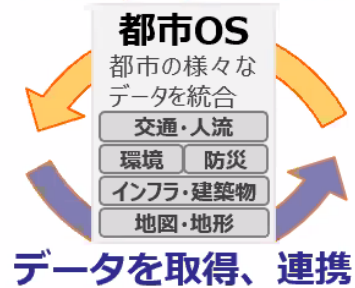 都市OS
都市の様々な
データを統合
交通・人流
環境 防災
インフラ・建築物
地図・地形
データを取得、連携